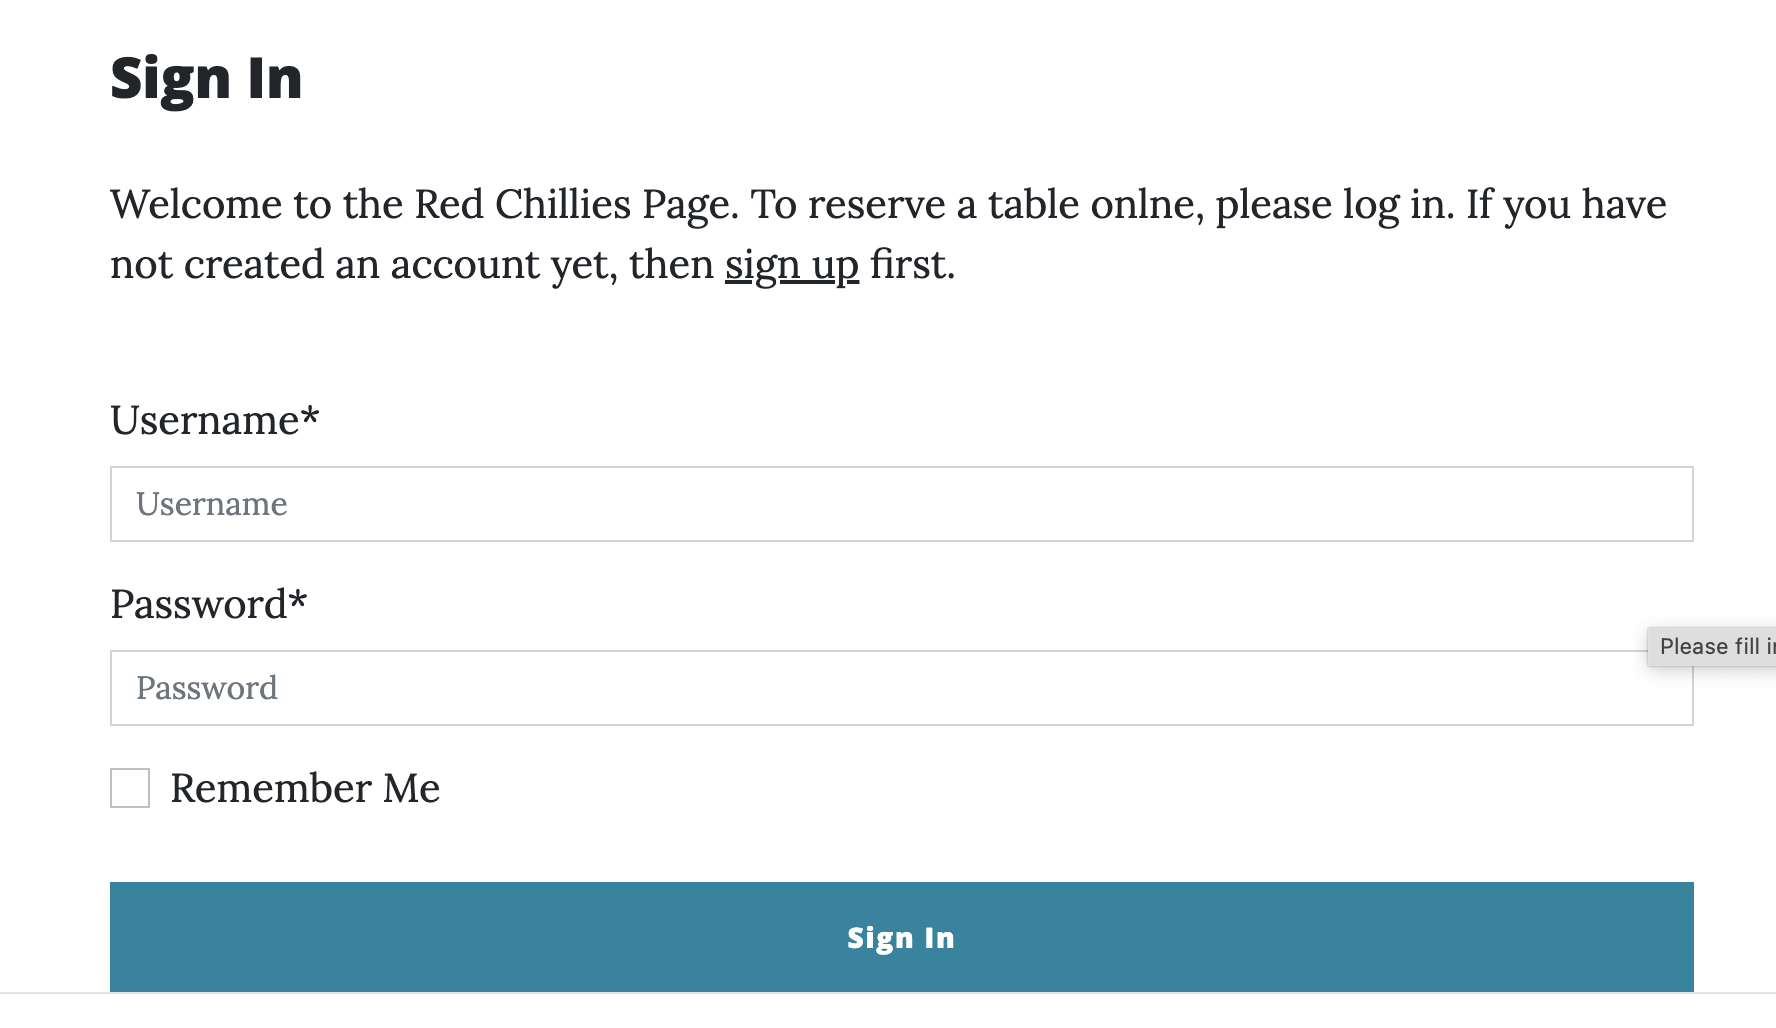 Sign In
Welcome to the Red Chillies Page. To reserve a table onlne, please log in. If you have
not created an account yet, then sign up first.
Username*
Username
Password*
Please fill
Password
Remember Me
Sign In